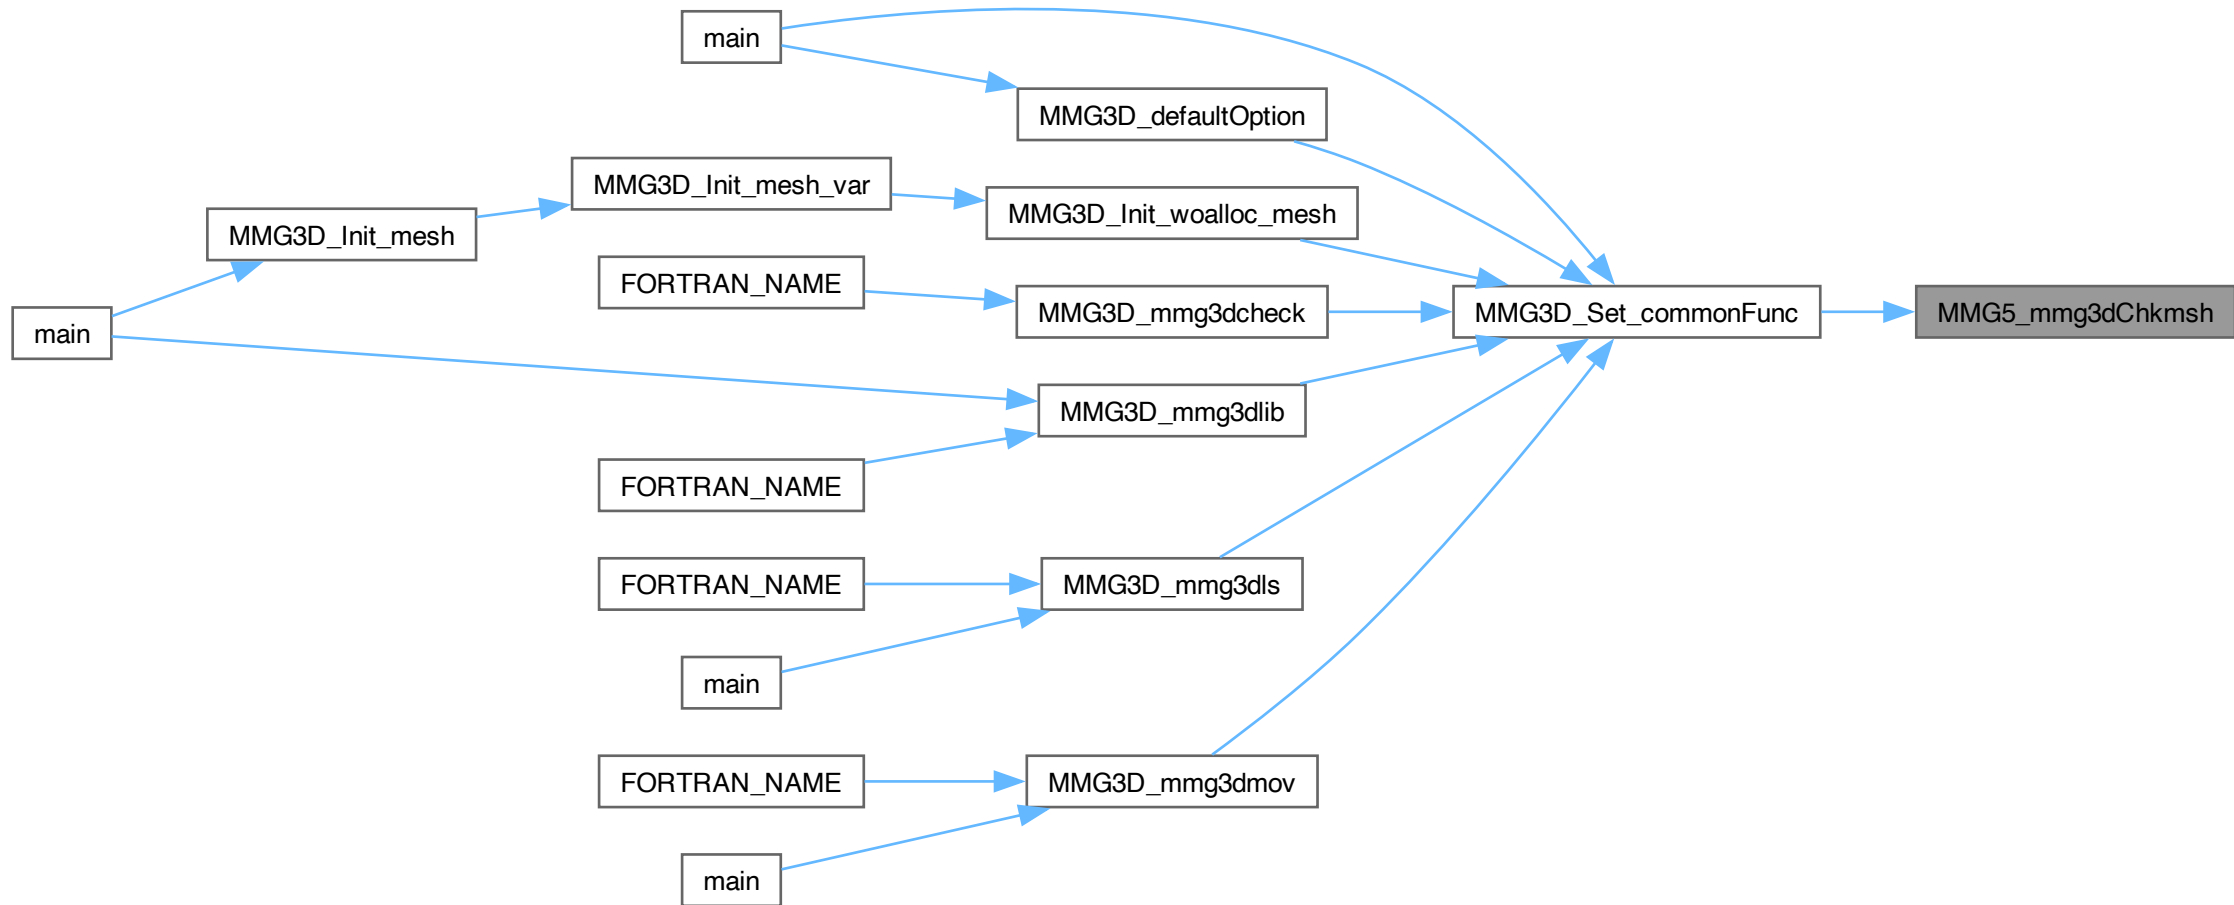 main
MMG3D_defaultOption
MMG3D_Init_mesh_var
MMG3D_Init_woalloc_mesh
MMG3D_Init_mesh
FORTRAN_NAME
MMG3D_mmg3dcheck
MMG3D_Set_commonFunc
MMG5_mmg3dChkmsh
main
MMG3D_mmg3dlib
FORTRAN_NAME
FORTRAN_NAME
MMG3D_mmg3dls
main
FORTRAN_NAME
MMG3D_mmg3dmov
main